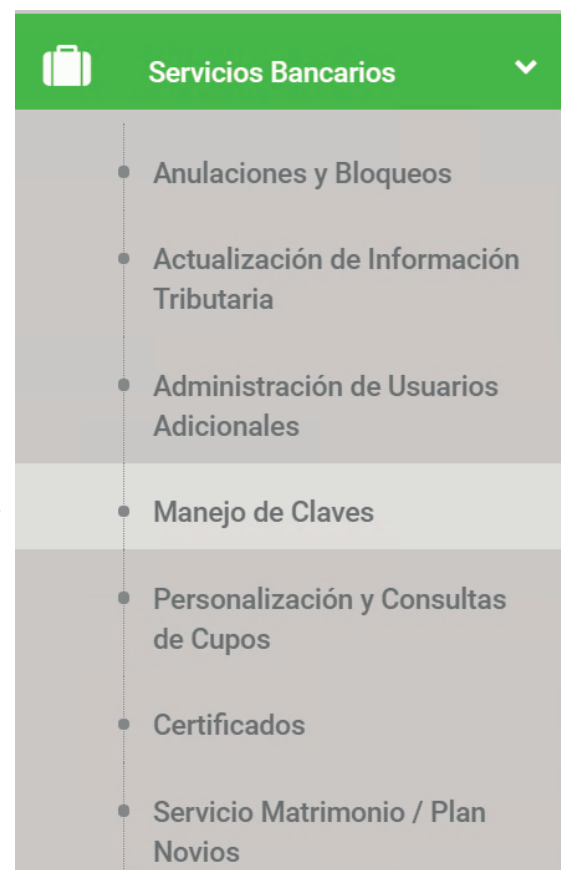 Servicios Bancarios
Anulaciones y Bloqueos
Actualización de Información
Tributaria
Administración de Usuarios
Adicionales
Manejo de Claves
Personalización y Consultas
de Cupos
Certificados
Servicio Matrimonio / Plan
Novios